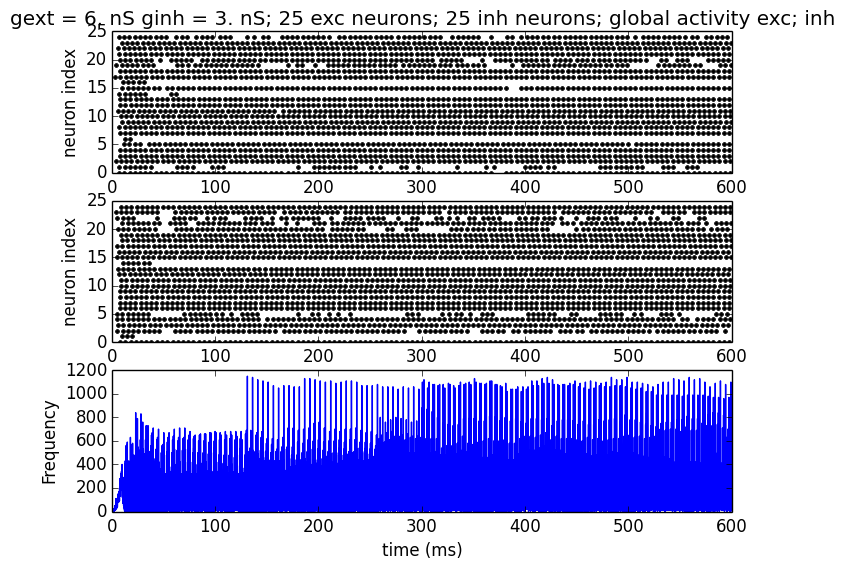 gext = 6. nS ginh = 3. nS; 25 exc neurons; 25 inh neurons; global activity exc; inh
25
20
15
10
5
0
neuron index
0 100 200 300 400 500 600
25
20
15
10
5
0
neuron index
0 100 200 300 400 500 600
1200
1000
800
600
400
200
0
Frequency
0 100 200 300 400 500 600
time (ms)